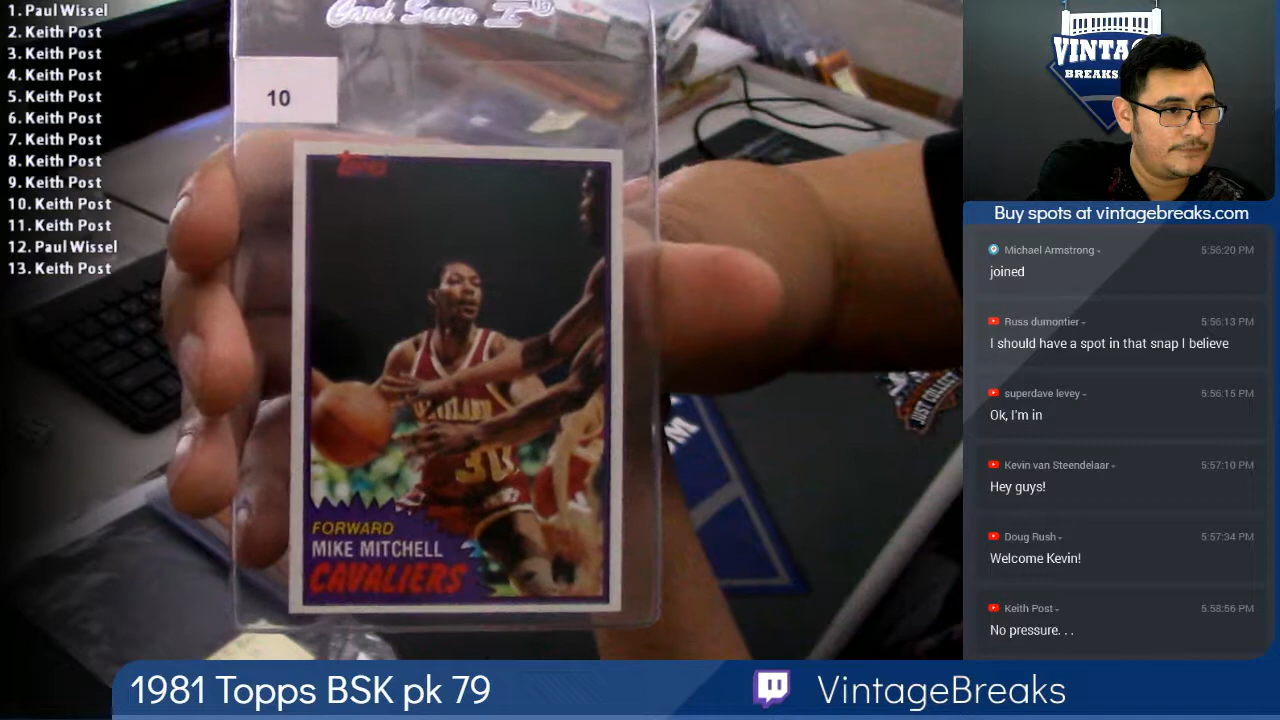 1. Paul Wissel
2. Keith Post
3. Keith Post
4. Keith Post
5. Keith Post
6. Keith Post
7. Keith Post
8. Keith Post
9. Keith Post
10. Keith Post
11. Keith Post
12. Paul Wissel
13. Keith Post
Card Saver I®
10
Topps
30
FORWARD
MIKE MITCHELL
CAVALIERS
JUST COLLECT
BREAKS
Buy spots at vintagebreaks.com
Michael Armstrong 5:56:20 PM
joined
Russ dumontier 5:56:13 PM
I should have a spot in that snap I believe
superdave levey 5:56:15 PM
Ok, I'm in
Kevin van Steendelaar 5:57:10 PM
Hey guys!
Doug Rush 5:57:34 PM
Welcome Kevin!
Keith Post 5:58:56 PM
No pressure. . .
1981 Topps BSK pk 79
VintageBreaks